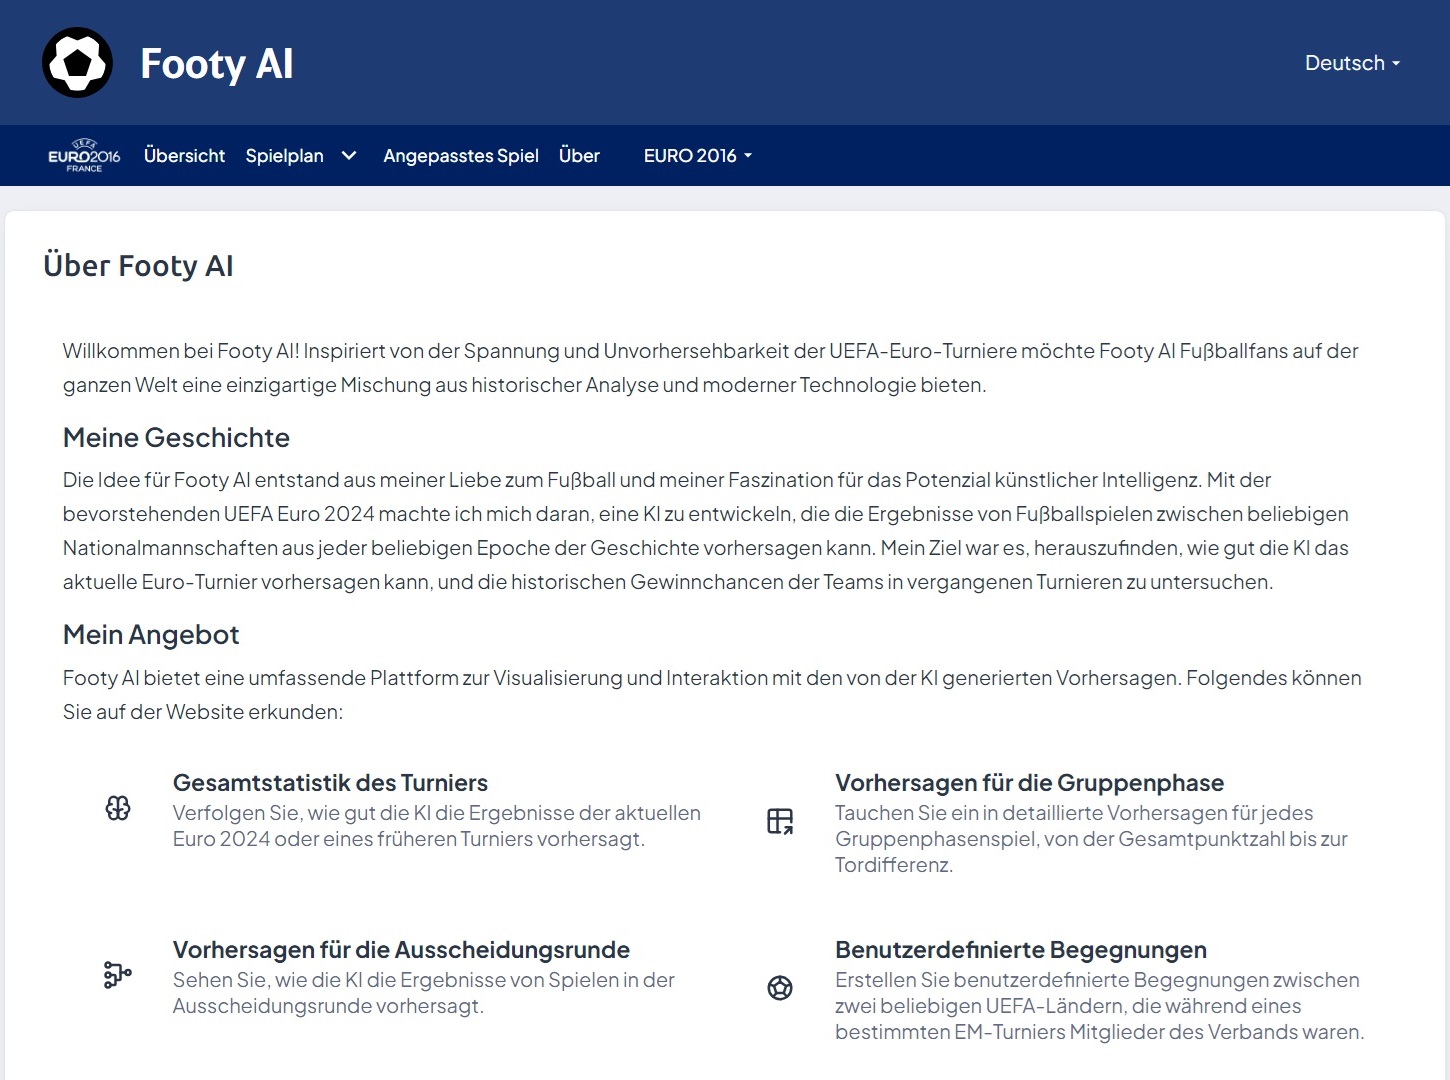 Footy AI
Deutsch
UEFA
EURO2016
FRANCE
Übersicht
Spielplan
Angepasstes Spiel
Über
EURO 2016
Über Footy AI
Willkommen bei Footy AI! Inspiriert von der Spannung und Unvorhersehbarkeit der UEFA-Euro-Turniere möchte Footy AI Fußballfans auf der
ganzen Welt eine einzigartige Mischung aus historischer Analyse und moderner Technologie bieten.
Meine Geschichte
Die Idee für Footy AI entstand aus meiner Liebe zum Fußball und meiner Faszination für das Potenzial künstlicher Intelligenz. Mit der
bevorstehenden UEFA Euro 2024 machte ich mich daran, eine KI zu entwickeln, die die Ergebnisse von Fußballspielen zwischen beliebigen
Nationalmannschaften aus jeder beliebigen Epoche der Geschichte vorhersagen kann. Mein Ziel war es, herauszufinden, wie gut die KI das
aktuelle Euro-Turnier vorhersagen kann, und die historischen Gewinnchancen der Teams in vergangenen Turnieren zu untersuchen.
Mein Angebot
Footy AI bietet eine umfassende Plattform zur Visualisierung und Interaktion mit den von der KI generierten Vorhersagen. Folgendes können
Sie auf der Website erkunden:
Gesamtstatistik des Turniers
Verfolgen Sie, wie gut die KI die Ergebnisse der aktuellen
Euro 2024 oder eines früheren Turniers vorhersagt.
Vorhersagen für die Gruppenphase
Tauchen Sie ein in detaillierte Vorhersagen für jedes
Gruppenphasenspiel, von der Gesamtpunktzahl bis zur
Tordifferenz.
Vorhersagen für die Ausscheidungsrunde
Sehen Sie, wie die KI die Ergebnisse von Spielen in der
Ausscheidungsrunde vorhersagt.
Benutzerdefinierte Begegnungen
Erstellen Sie benutzerdefinierte Begegnungen zwischen
zwei beliebigen UEFA-Ländern, die während eines
bestimmten EM-Turniers Mitglieder des Verbands waren.